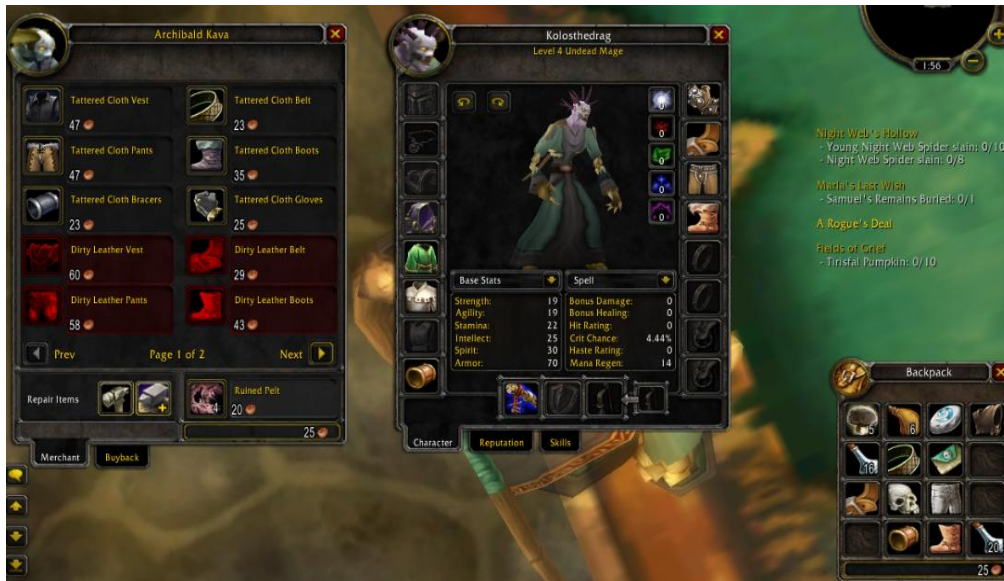 Archibald Kava
Tattered Cloth Vest
47
Tattered Cloth Belt
23
Tattered Cloth Pants
47
Tattered Cloth Boots
35
Tattered Cloth Bracers
23
Tattered Cloth Gloves
25
Dirty Leather Vest
60
Dirty Leather Belt
29
Dirty Leather Pants
58
Dirty Leather Boots
43
Prev
Page 1 of 2
Next
Repair Items
4
Ruined Pelt
20
25
Merchant
Buyback
Kolosthedrag
Level 4 Undead Mage
0
0
0
0
0
Base Stats
Strength: 19
Agility: 19
Stamina: 22
Intellect: 25
Spirit: 30
Armor: 70
Spell
Bonus Damage: 0
Bonus Healing: 0
Hit Rating: 0
Crit Chance: 4.44%
Haste Rating: 0
Mana Regen: 14
Character
Reputation
Skills
1:56
Night Web's Hollow
- Young Night Web Spider slain: 0/10
- Night Web Spider slain: 0/8
Marla's Last Wish
- Samuel's Remains Buried: 0/1
A Rogue's Deal
Fields of Grief
- Tirisfal Pumpkin: 0/10
Backpack
5
6
16
20
25